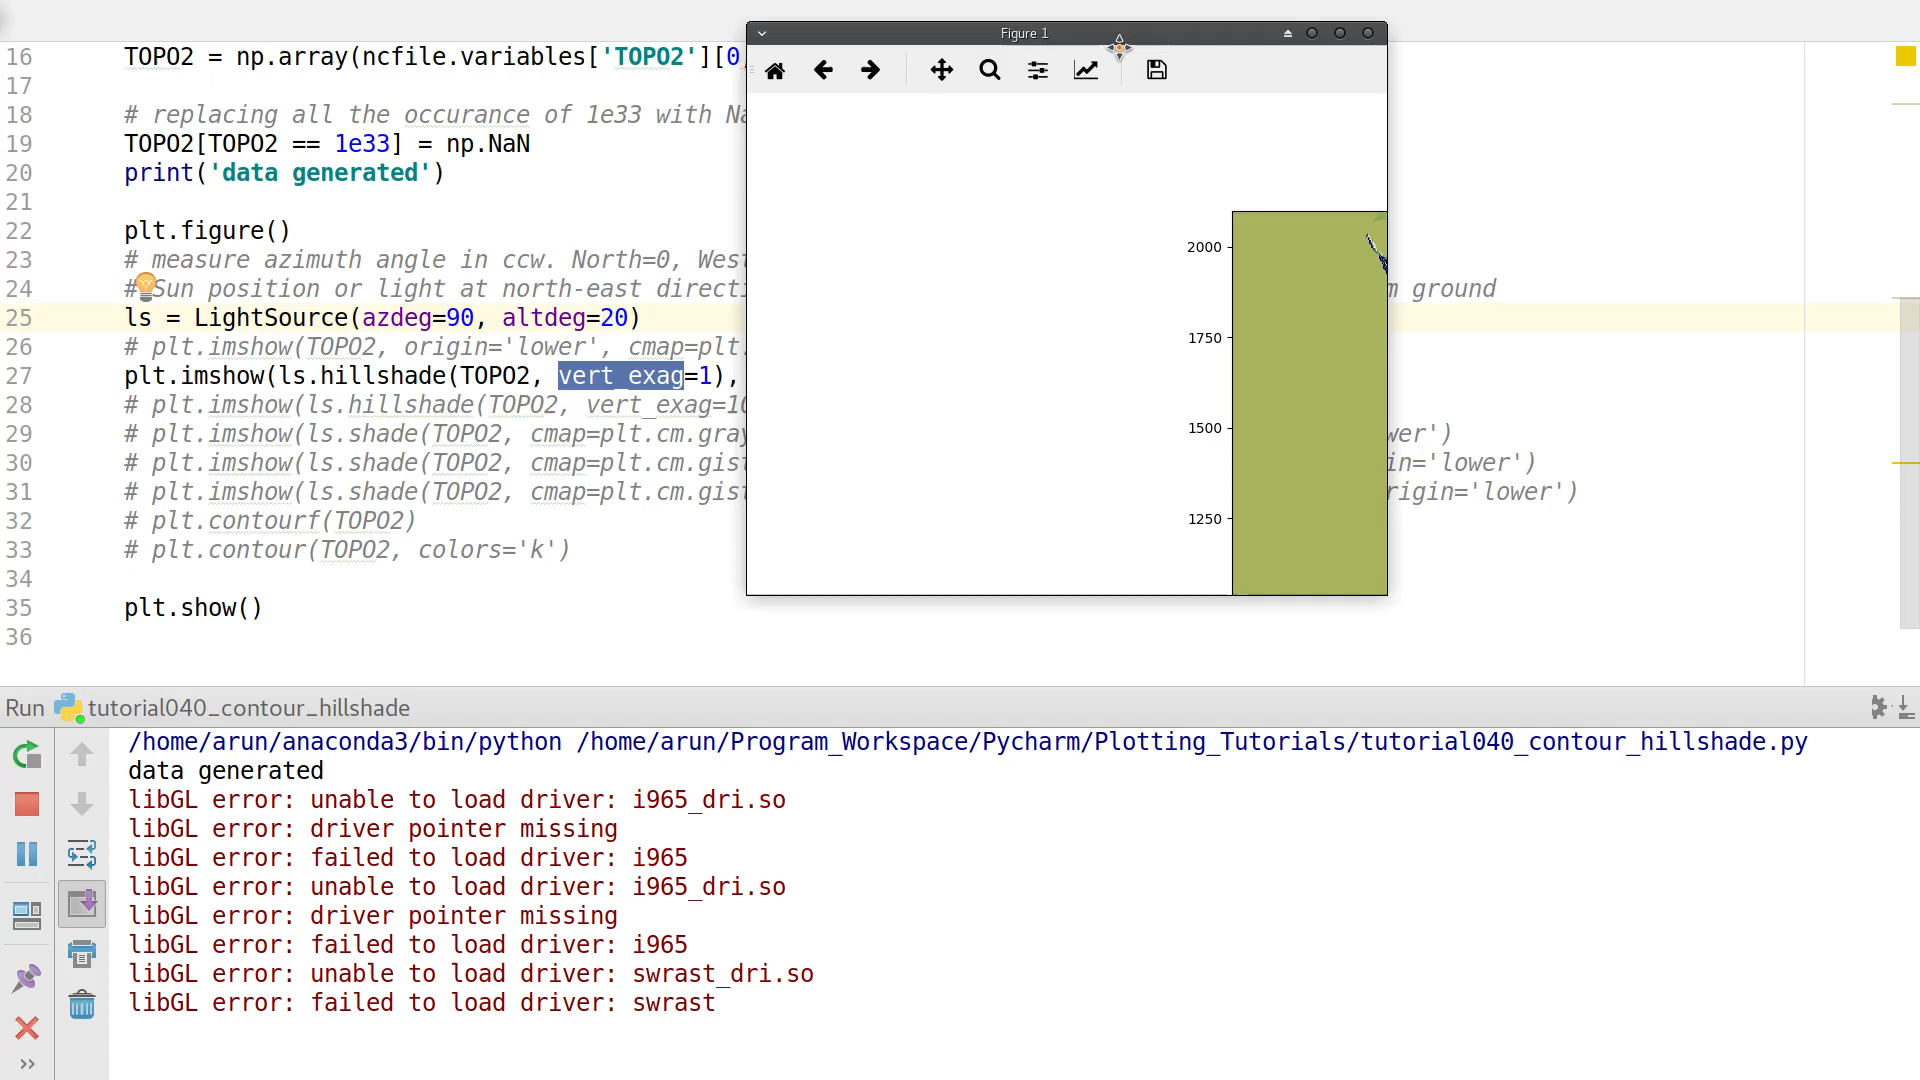 16 TOPO2 = np.array(ncfile.variables['TOPO2'][0,
17
18 # replacing all the occurance of 1e33 with Na
19 TOPO2[TOPO2 == 1e33] = np.NaN
20 print('data generated')
21
22 plt.figure()
23 # measure azimuth angle in ccw. North=0, West
24 # Sun position or light at north-east directi m ground
25 ls = LightSource(azdeg=90, altdeg=20)
26 # plt.imshow(TOPO2, origin='lower', cmap=plt.
27 plt.imshow(ls.hillshade(TOPO2, vert_exag=1),
28 # plt.imshow(ls.hillshade(TOPO2, vert_exag=10
29 # plt.imshow(ls.shade(TOPO2, cmap=plt.cm.gray wer')
30 # plt.imshow(ls.shade(TOPO2, cmap=plt.cm.gist in='lower')
31 # plt.imshow(ls.shade(TOPO2, cmap=plt.cm.gist rigin='lower')
32 # plt.contourf(TOPO2)
33 # plt.contour(TOPO2, colors='k')
34
35 plt.show()
36
Figure 1
2000
1750
1500
1250
Run tutorial040_contour_hillshade
/home/arun/anaconda3/bin/python /home/arun/Program_Workspace/Pycharm/Plotting_Tutorials/tutorial040_contour_hillshade.py
data generated
libGL error: unable to load driver: i965_dri.so
libGL error: driver pointer missing
libGL error: failed to load driver: i965
libGL error: unable to load driver: i965_dri.so
libGL error: driver pointer missing
libGL error: failed to load driver: i965
libGL error: unable to load driver: swrast_dri.so
libGL error: failed to load driver: swrast